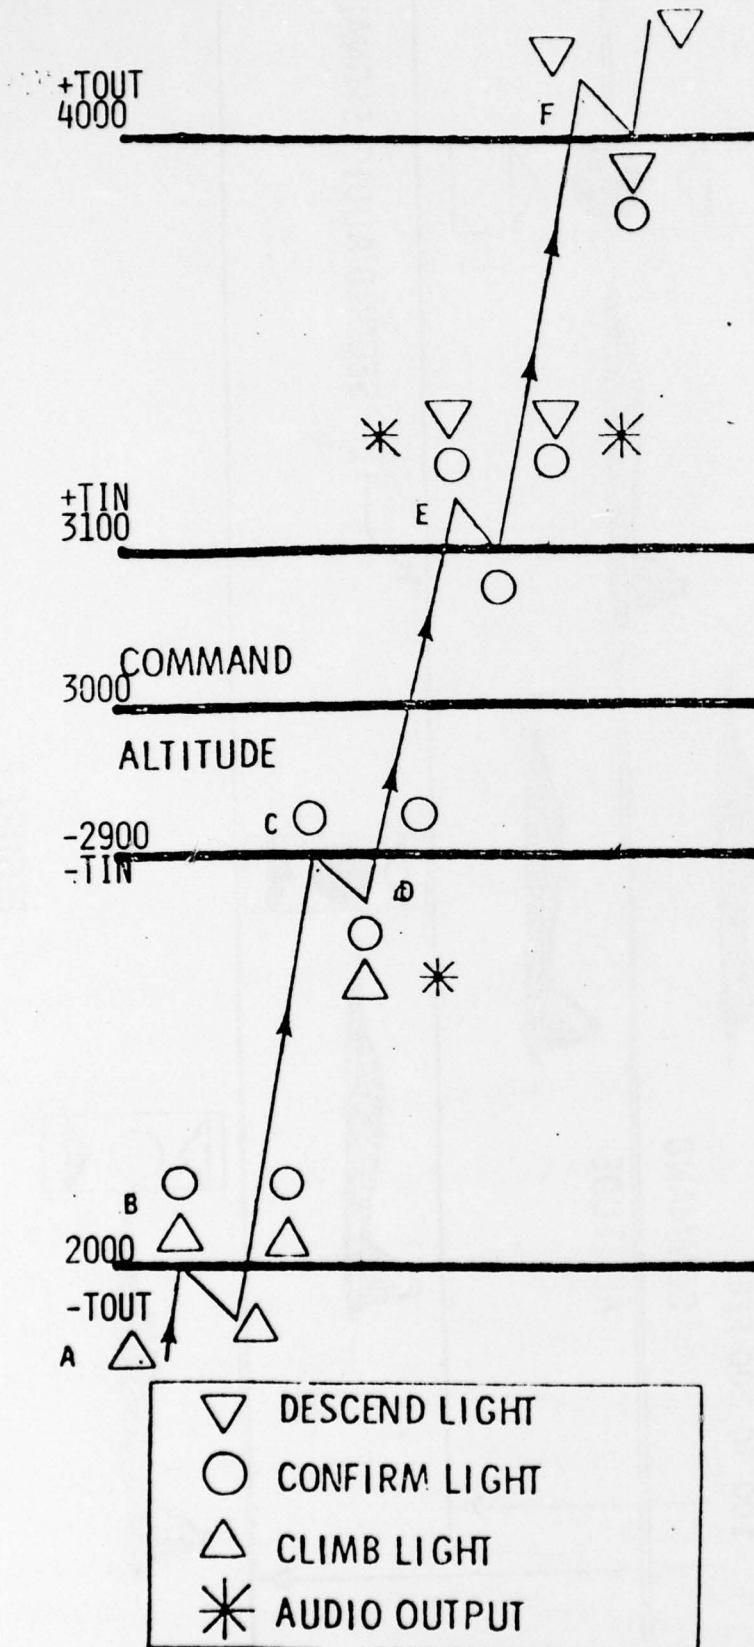 +TOUT
4000
F
+TIN
3100
E
COMMAND
3000
ALTITUDE
C
-2900
-TIN
D
B
2000
-TOUT
A
DESCEND LIGHT
CONFIRM LIGHT
CLIMB LIGHT
AUDIO OUTPUT